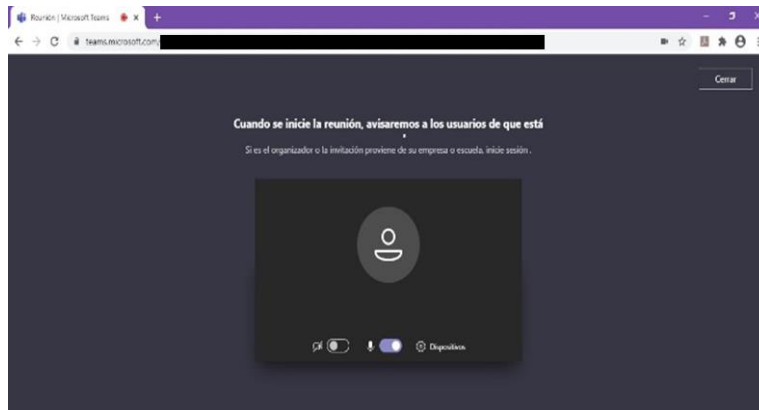 Reunión | Microsoft Teams
teams.microsoft.com/
Cerrar
Cuando se inicie la reunión, avisaremos a los usuarios de que está
Si es el organizador o la invitación proviene de su empresa o escuela, inicie sesión .
Dispositivos